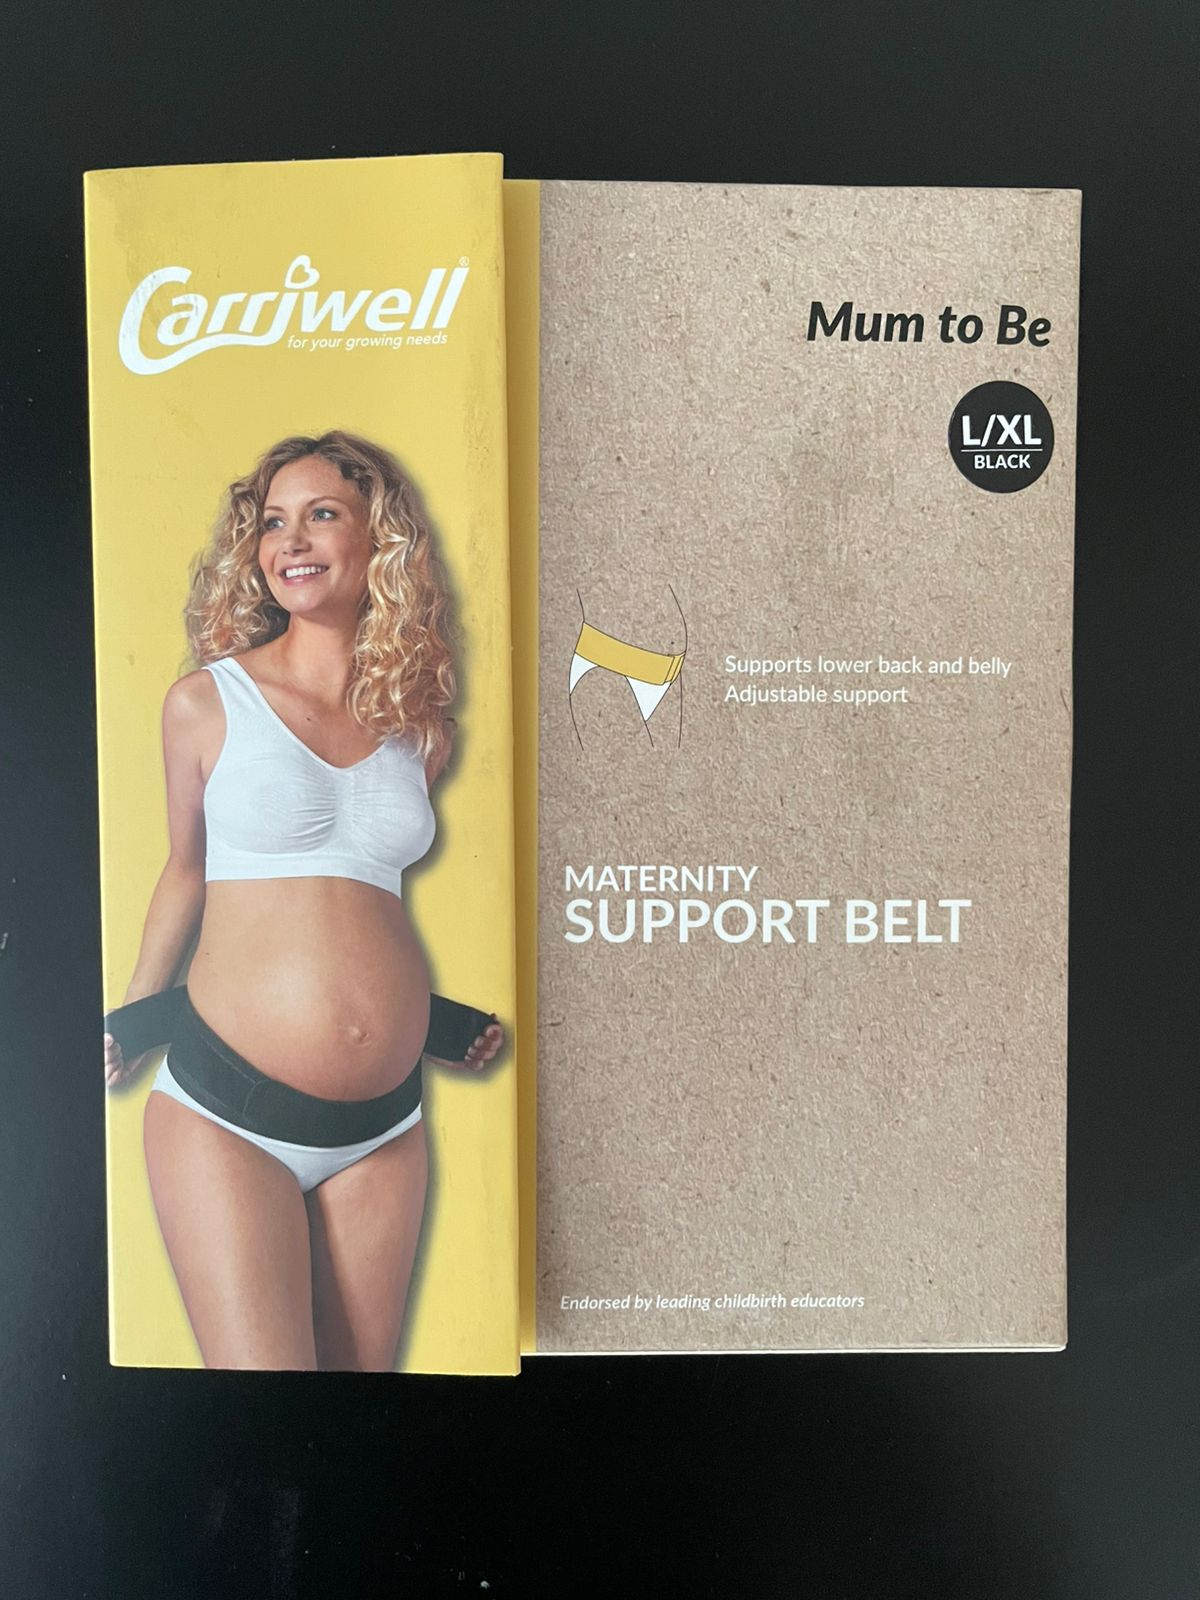 Carriwell®
for your growing needs
Mum to Be
L/XL
BLACK
Supports lower back and belly
Adjustable support
MATERNITY
SUPPORT BELT
Endorsed by leading childbirth educators